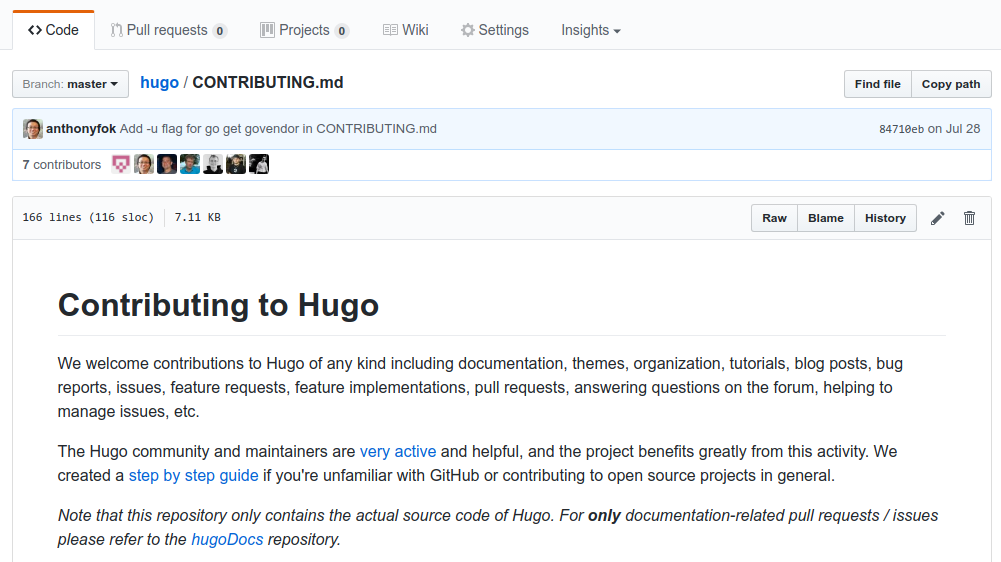 Code Pull requests 0 Projects 0 Wiki Settings Insights
Branch: master hugo / CONTRIBUTING.md Find file Copy path
anthonyfok Add -u flag for go get govendor in CONTRIBUTING.md 84710eb on Jul 28
7 contributors
166 lines (116 sloc) 7.11 KB Raw Blame History
Contributing to Hugo
We welcome contributions to Hugo of any kind including documentation, themes, organization, tutorials, blog posts, bug
reports, issues, feature requests, feature implementations, pull requests, answering questions on the forum, helping to
manage issues, etc.
The Hugo community and maintainers are very active and helpful, and the project benefits greatly from this activity. We
created a step by step guide if you're unfamiliar with GitHub or contributing to open source projects in general.
Note that this repository only contains the actual source code of Hugo. For only documentation-related pull requests / issues
please refer to the hugoDocs repository.